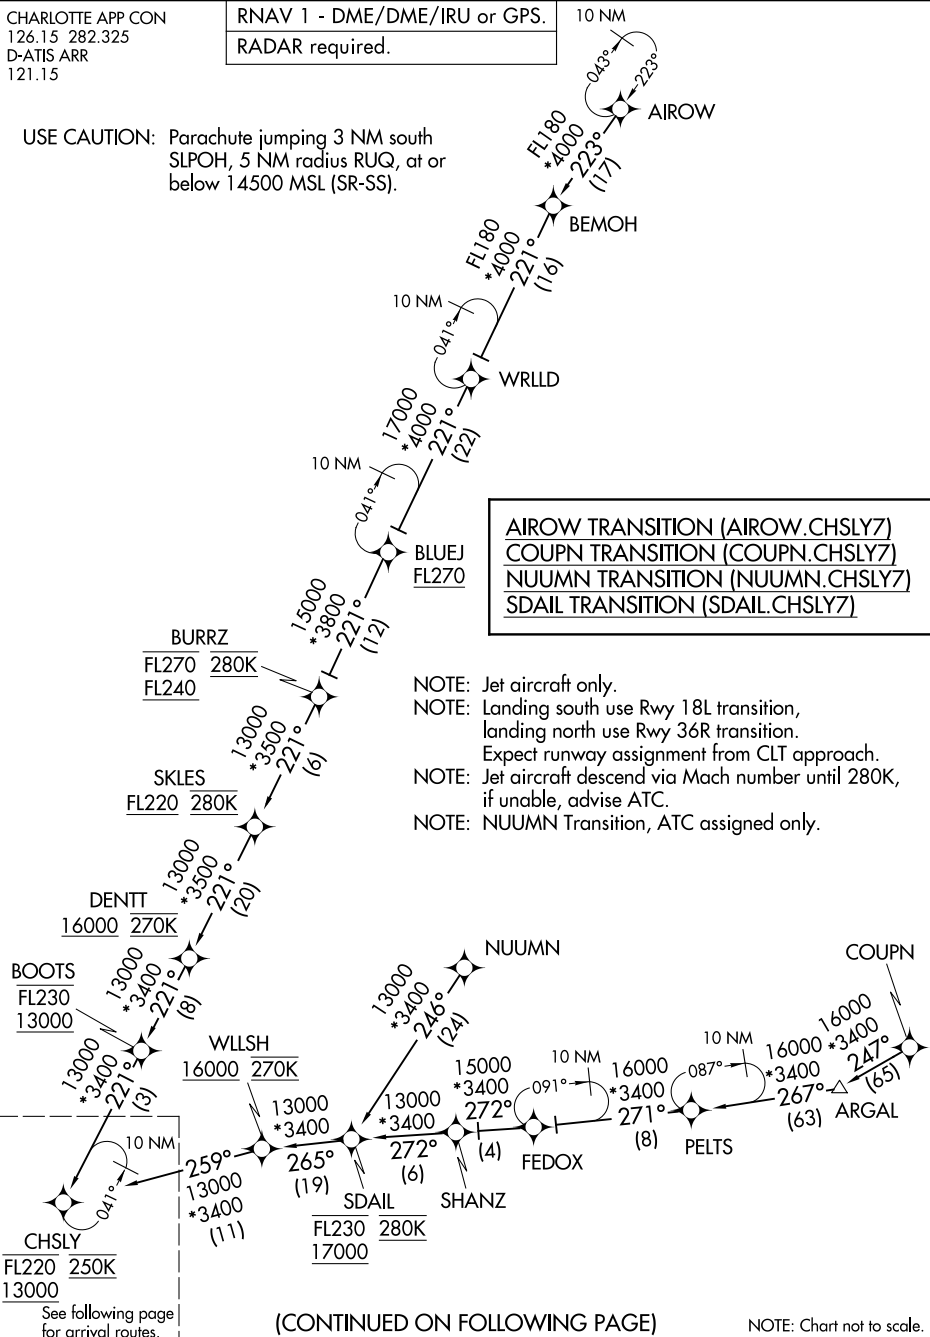 CHARLOTTE APP CON
126.15 282.325
D-ATIS ARR
121.15
RNAV 1 - DME/DME/IRU or GPS.
RADAR required.
USE CAUTION: Parachute jumping 3 NM south
SLPOH, 5 NM radius RUQ, at or
below 14500 MSL (SR-SS).
10 NM
043°
223°
AIROW
FL180
*4000
223°
(17)
BEMOH
FL180
*4000
221°
(16)
10 NM
041°
WRLLD
17000
*4000
221°
(22)
10 NM
041°
BLUEJ
FL270
AIROW TRANSITION (AIROW.CHSLY7)
COUPN TRANSITION (COUPN.CHSLY7)
NUUMN TRANSITION (NUUMN.CHSLY7)
SDAIL TRANSITION (SDAIL.CHSLY7)
15000
*3800
221°
(12)
BURRZ
FL270 280K
FL240
NOTE: Jet aircraft only.
NOTE: Landing south use Rwy 18L transition,
landing north use Rwy 36R transition.
Expect runway assignment from CLT approach.
NOTE: Jet aircraft descend via Mach number until 280K,
if unable, advise ATC.
NOTE: NUUMN Transition, ATC assigned only.
13000
*3500
221°
(6)
SKLES
FL220 280K
13000
*3500
221°
(20)
DENTT
16000 270K
13000
*3400
221°
(8)
BOOTS
FL230
13000
13000
*3400
221°
(3)
NUUMN
13000
*3400
246°
(24)
COUPN
16000
*3400
247°
(65)
ARGAL
16000
*3400
267°
(63)
10 NM
087°
PELTS
16000
*3400
271°
(8)
10 NM
091°
FEDOX
15000
*3400
272°
(4)
SHANZ
13000
*3400
272°
(6)
SDAIL
FL230 280K
17000
13000
*3400
265°
(19)
WLLSH
16000 270K
259°
13000
*3400
(11)
10 NM
041°
CHSLY
FL220 250K
13000
See following page
for arrival routes.
(CONTINUED ON FOLLOWING PAGE)
NOTE: Chart not to scale.